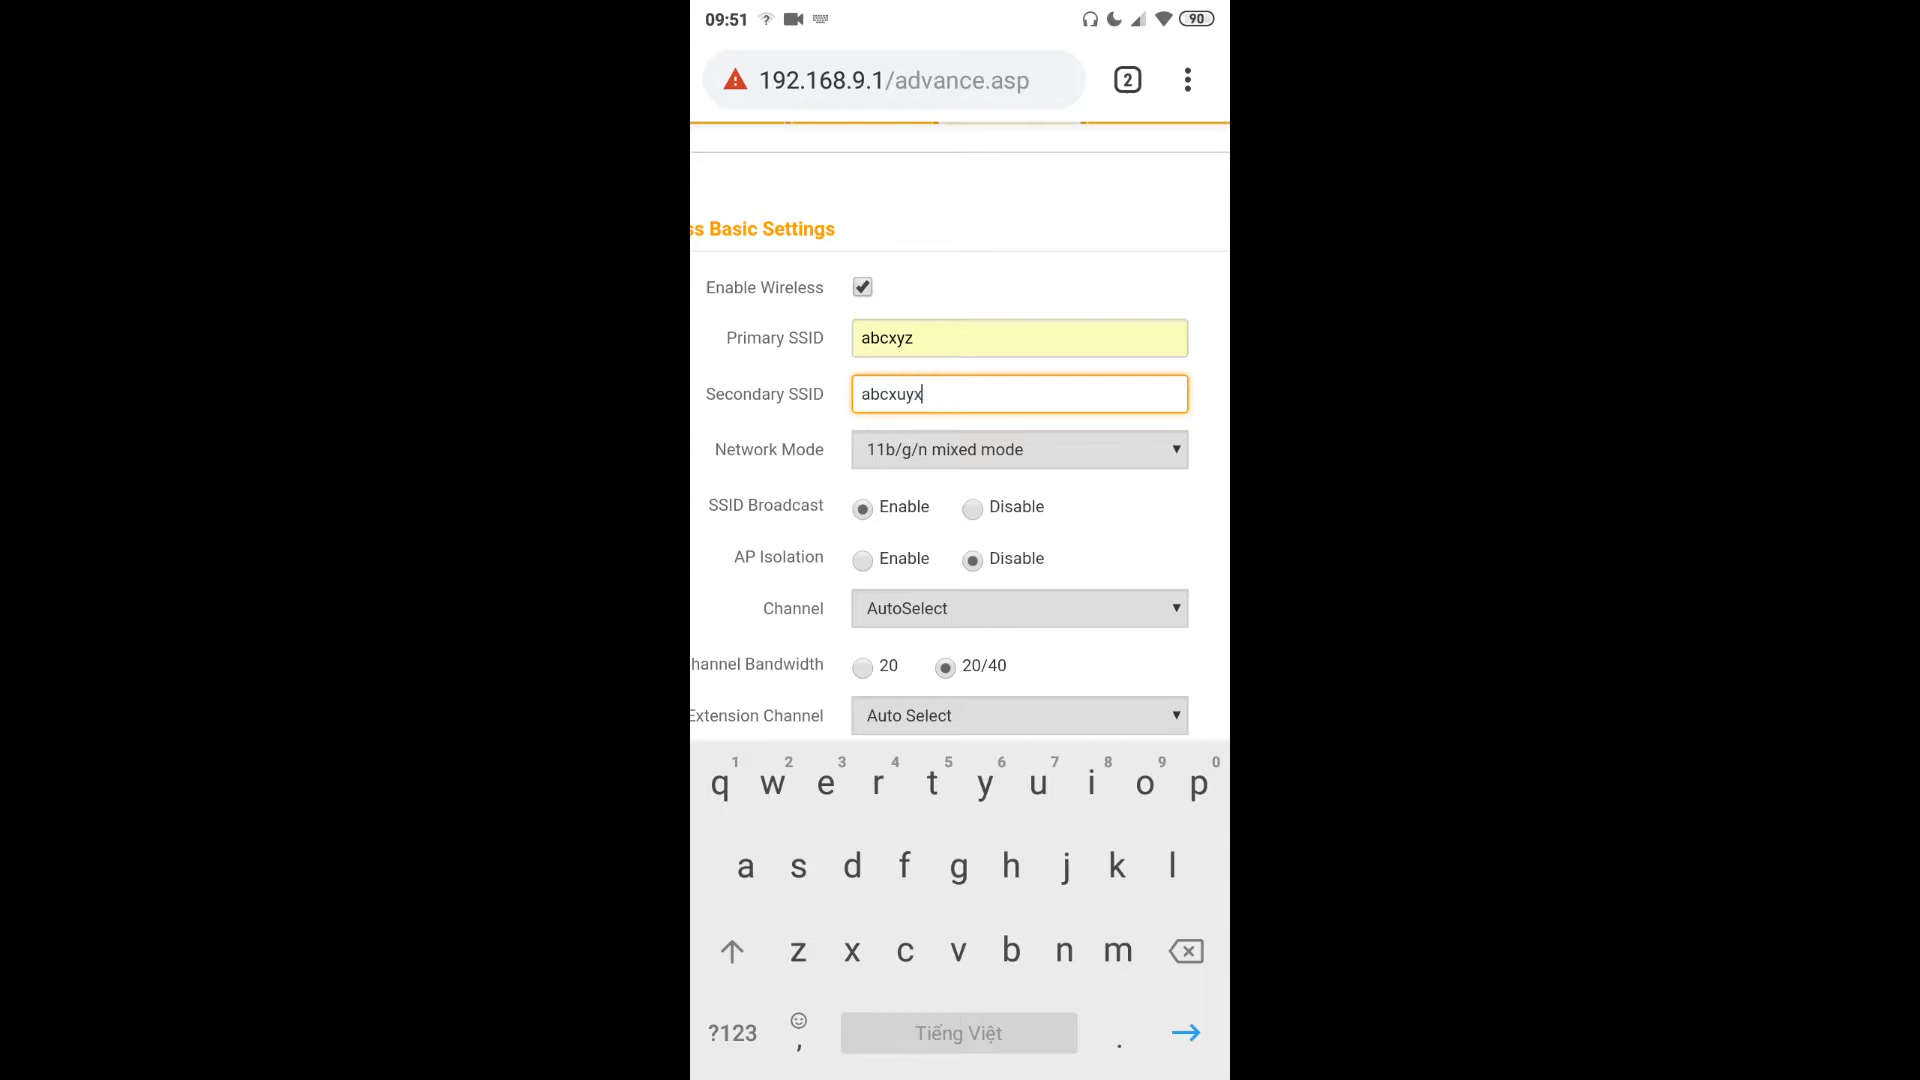 09:51 ? 90
192.168.9.1/advance.asp 2
ss Basic Settings
Enable Wireless
Primary SSID abcxyz
Secondary SSID abcxuyx
Network Mode 11b/g/n mixed mode
SSID Broadcast Enable Disable
AP Isolation Enable Disable
Channel AutoSelect
hannel Bandwidth 20 20/40
Extension Channel Auto Select
1 2 3 4 5 6 7 8 9 0
q w e r t y u i o p
a s d f g h j k l
z x c v b n m
?123 , Tiếng Việt .